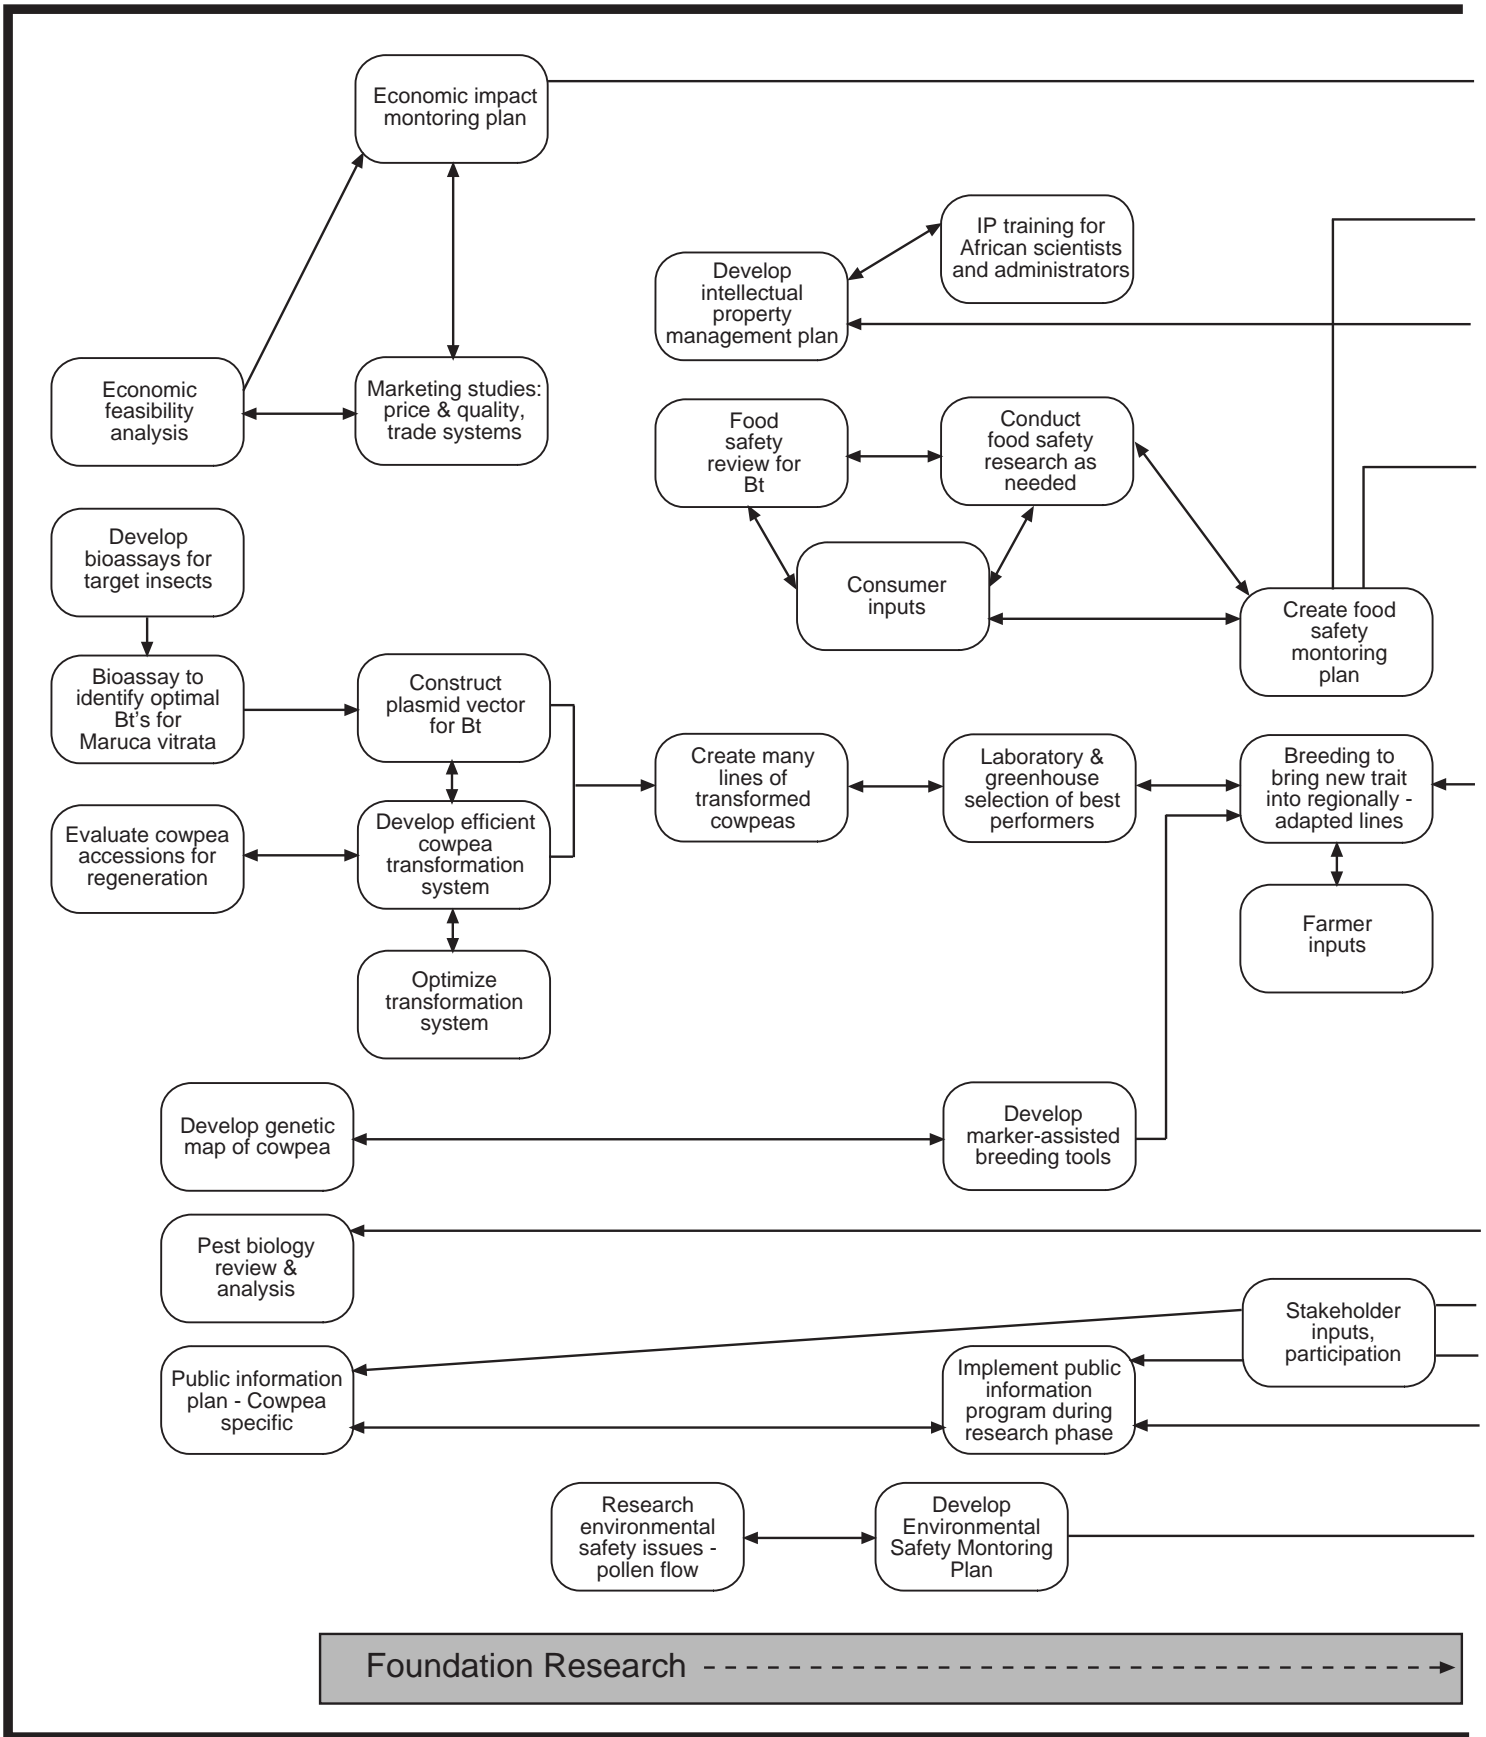 Economic impact
montoring plan
IP training for
African scientists
and administrators
Develop
intellectual
property
management plan
Economic
feasibility
analysis
Marketing studies:
price & quality,
trade systems
Food
safety
review for
Bt
Conduct
food safety
research as
needed
Develop
bioassays for
target insects
Consumer
inputs
Create food
safety
montoring
plan
Bioassay to
identify optimal
Bt's for
Maruca vitrata
Construct
plasmid vector
for Bt
Create many
lines of
transformed
cowpeas
Laboratory &
greenhouse
selection of best
performers
Breeding to
bring new trait
into regionally -
adapted lines
Evaluate cowpea
accessions for
regeneration
Develop efficient
cowpea
transformation
system
Farmer
inputs
Optimize
transformation
system
Develop genetic
map of cowpea
Develop
marker-assisted
breeding tools
Pest biology
review &
analysis
Stakeholder
inputs,
participation
Public information
plan - Cowpea
specific
Implement public
information
program during
research phase
Research
environmental
safety issues -
pollen flow
Develop
Environmental
Safety Montoring
Plan
Foundation Research